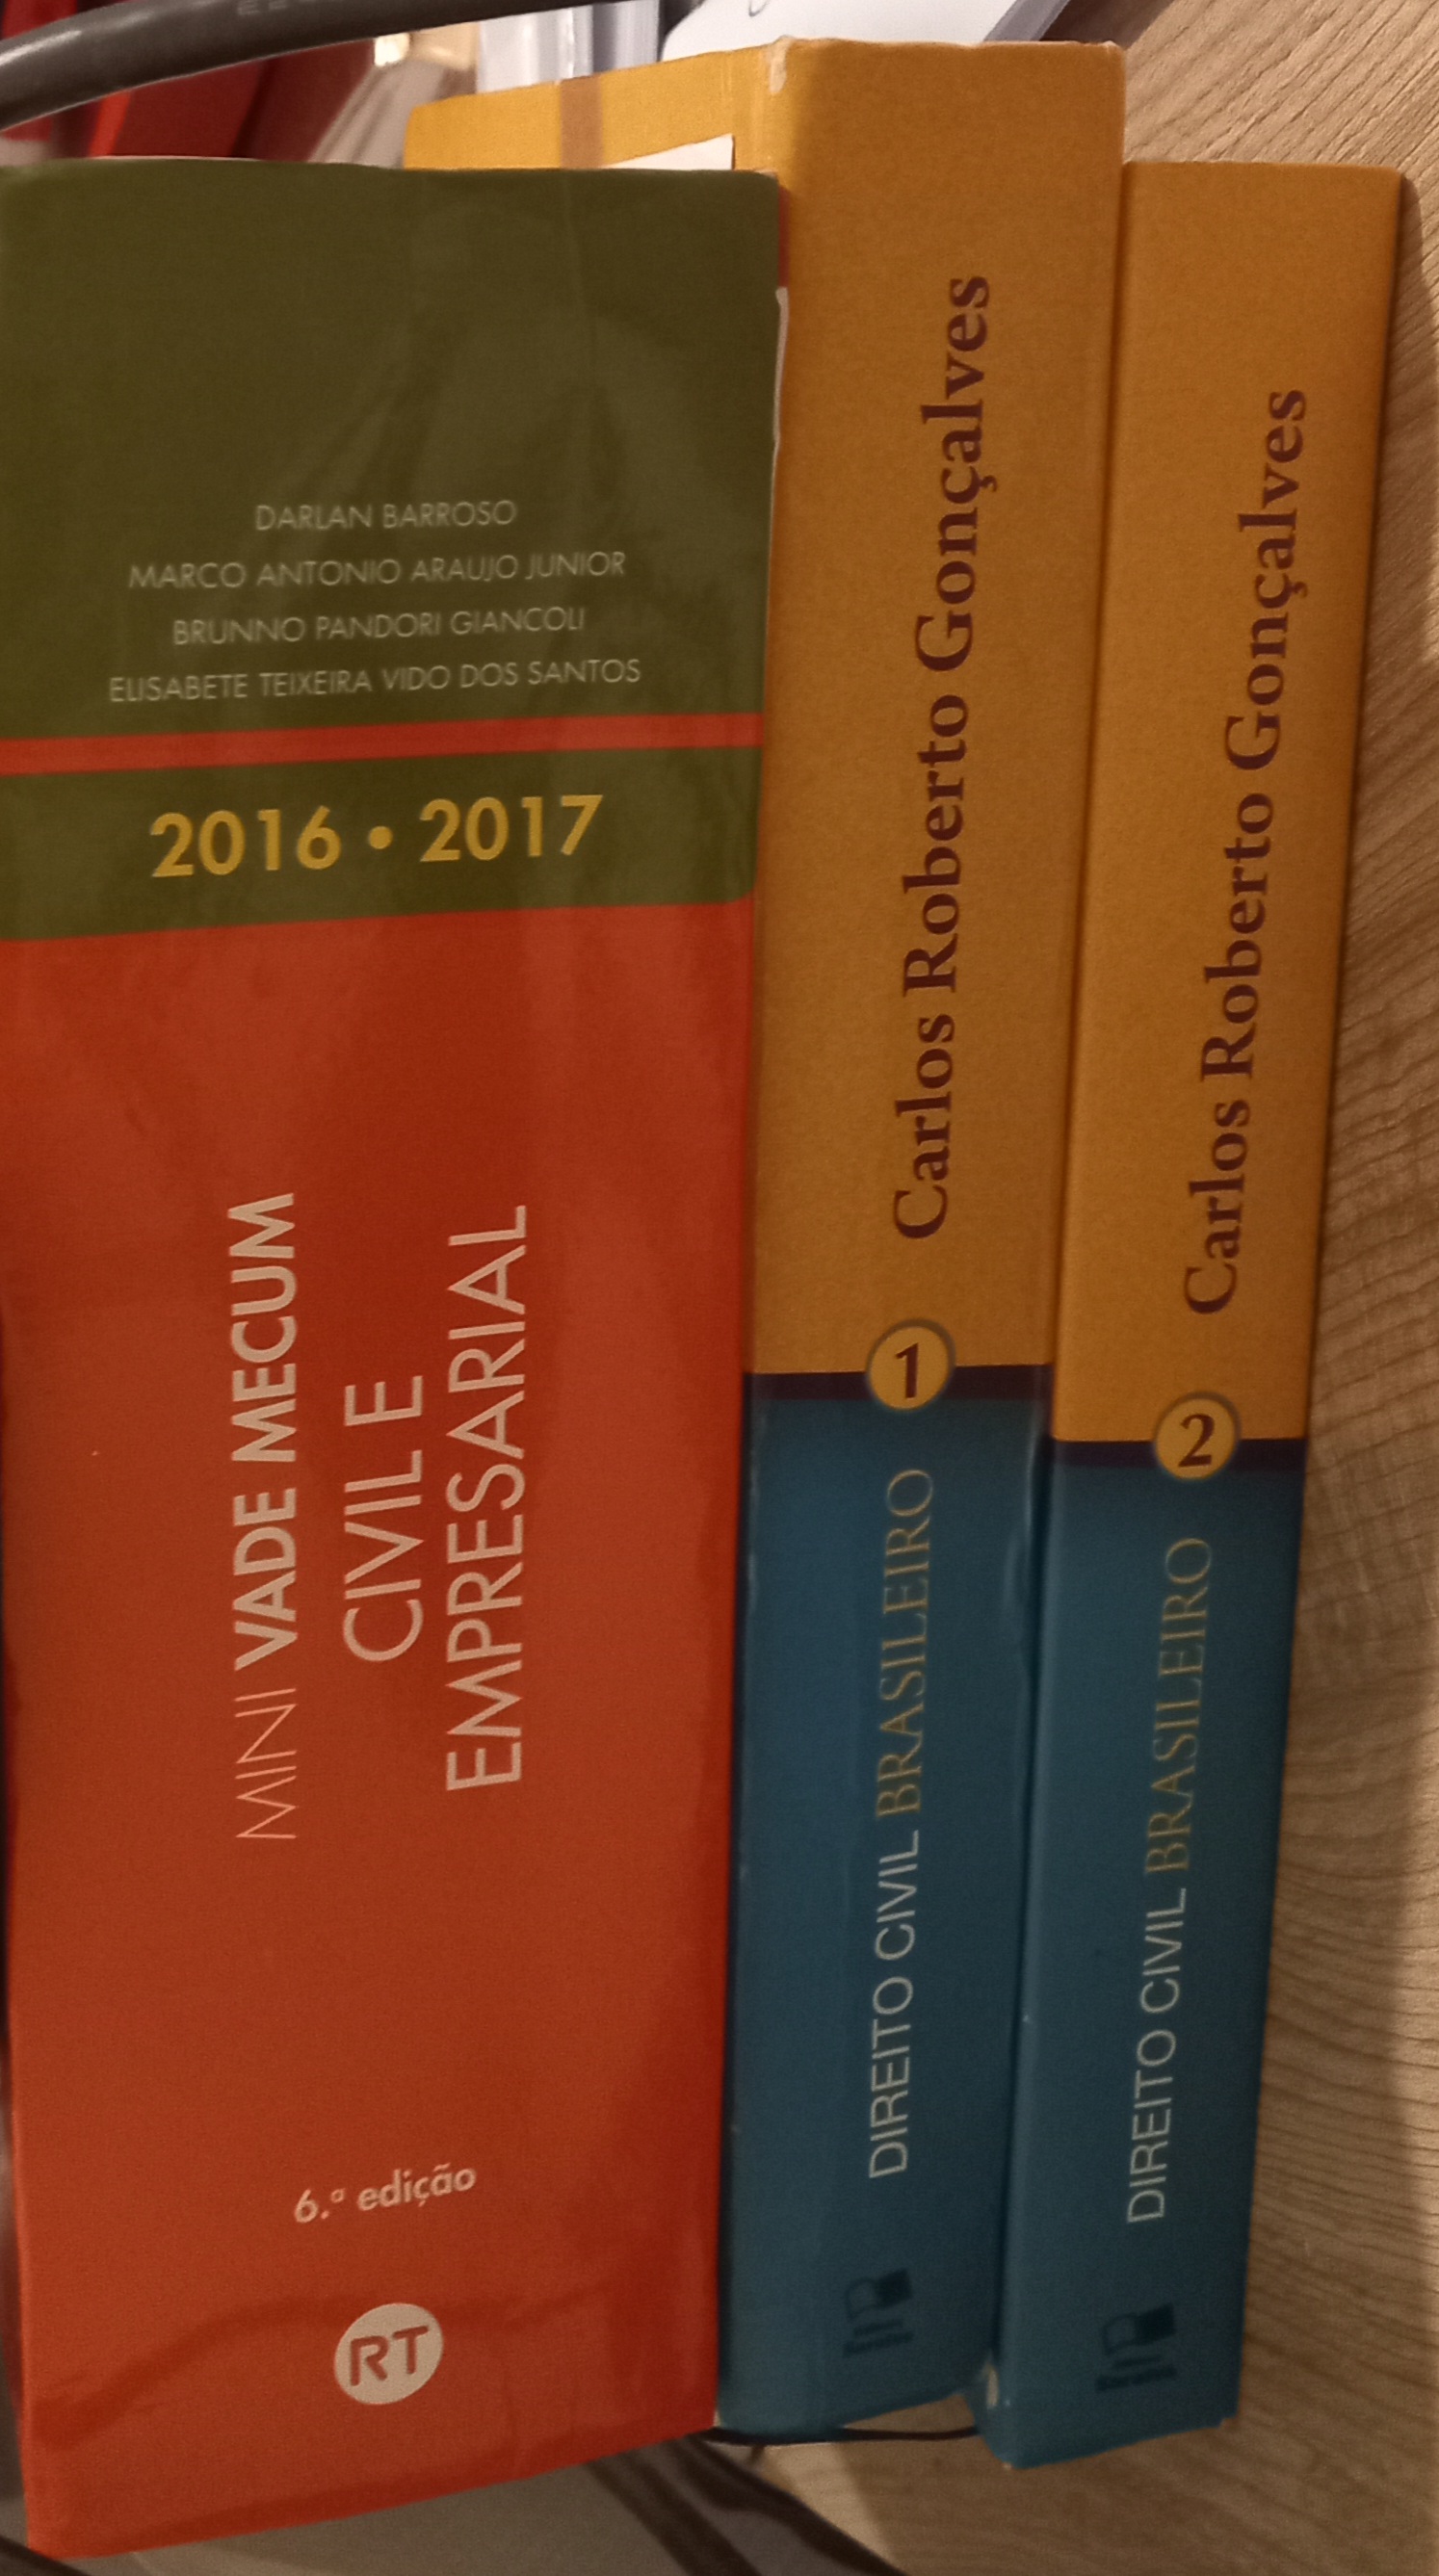 DARLAN BARROSO
MARCO ANTONIO ARAUJO JUNIOR
BRUNNO PANDORI GIANCOLI
ELISABETE TEIXEIRA VIDO DOS SANTOS
2016 • 2017
MINI VADE MECUM
CIVIL E
EMPRESARIAL
6.ª edição
RT
Carlos Roberto Gonçalves
1
DIREITO CIVIL BRASILEIRO
Carlos Roberto Gonçalves
2
DIREITO CIVIL BRASILEIRO